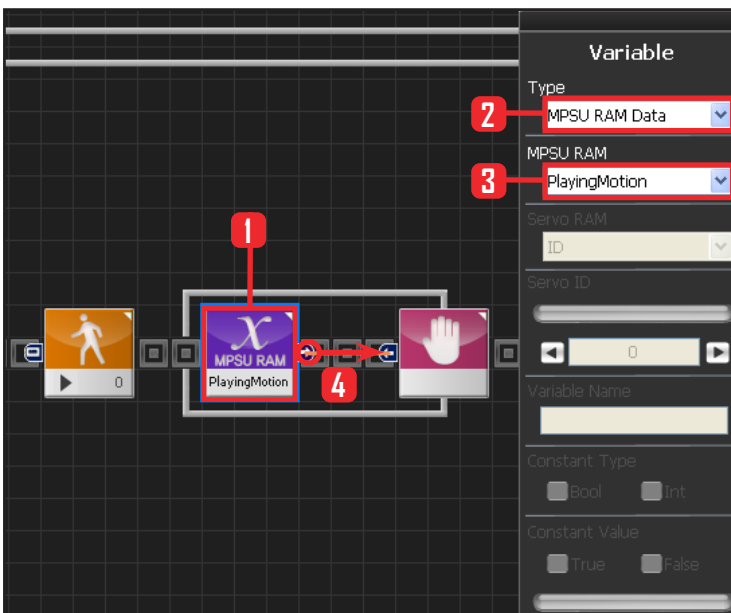 Variable
Type
2
MPSU RAM Data
MPSU RAM
3
PlayingMotion
Servo RAM
ID
Servo ID
0
Variable Name
Constant Type
Bool
Int
Constant Value
True
False
1
0
X
MPSU RAM
PlayingMotion
4